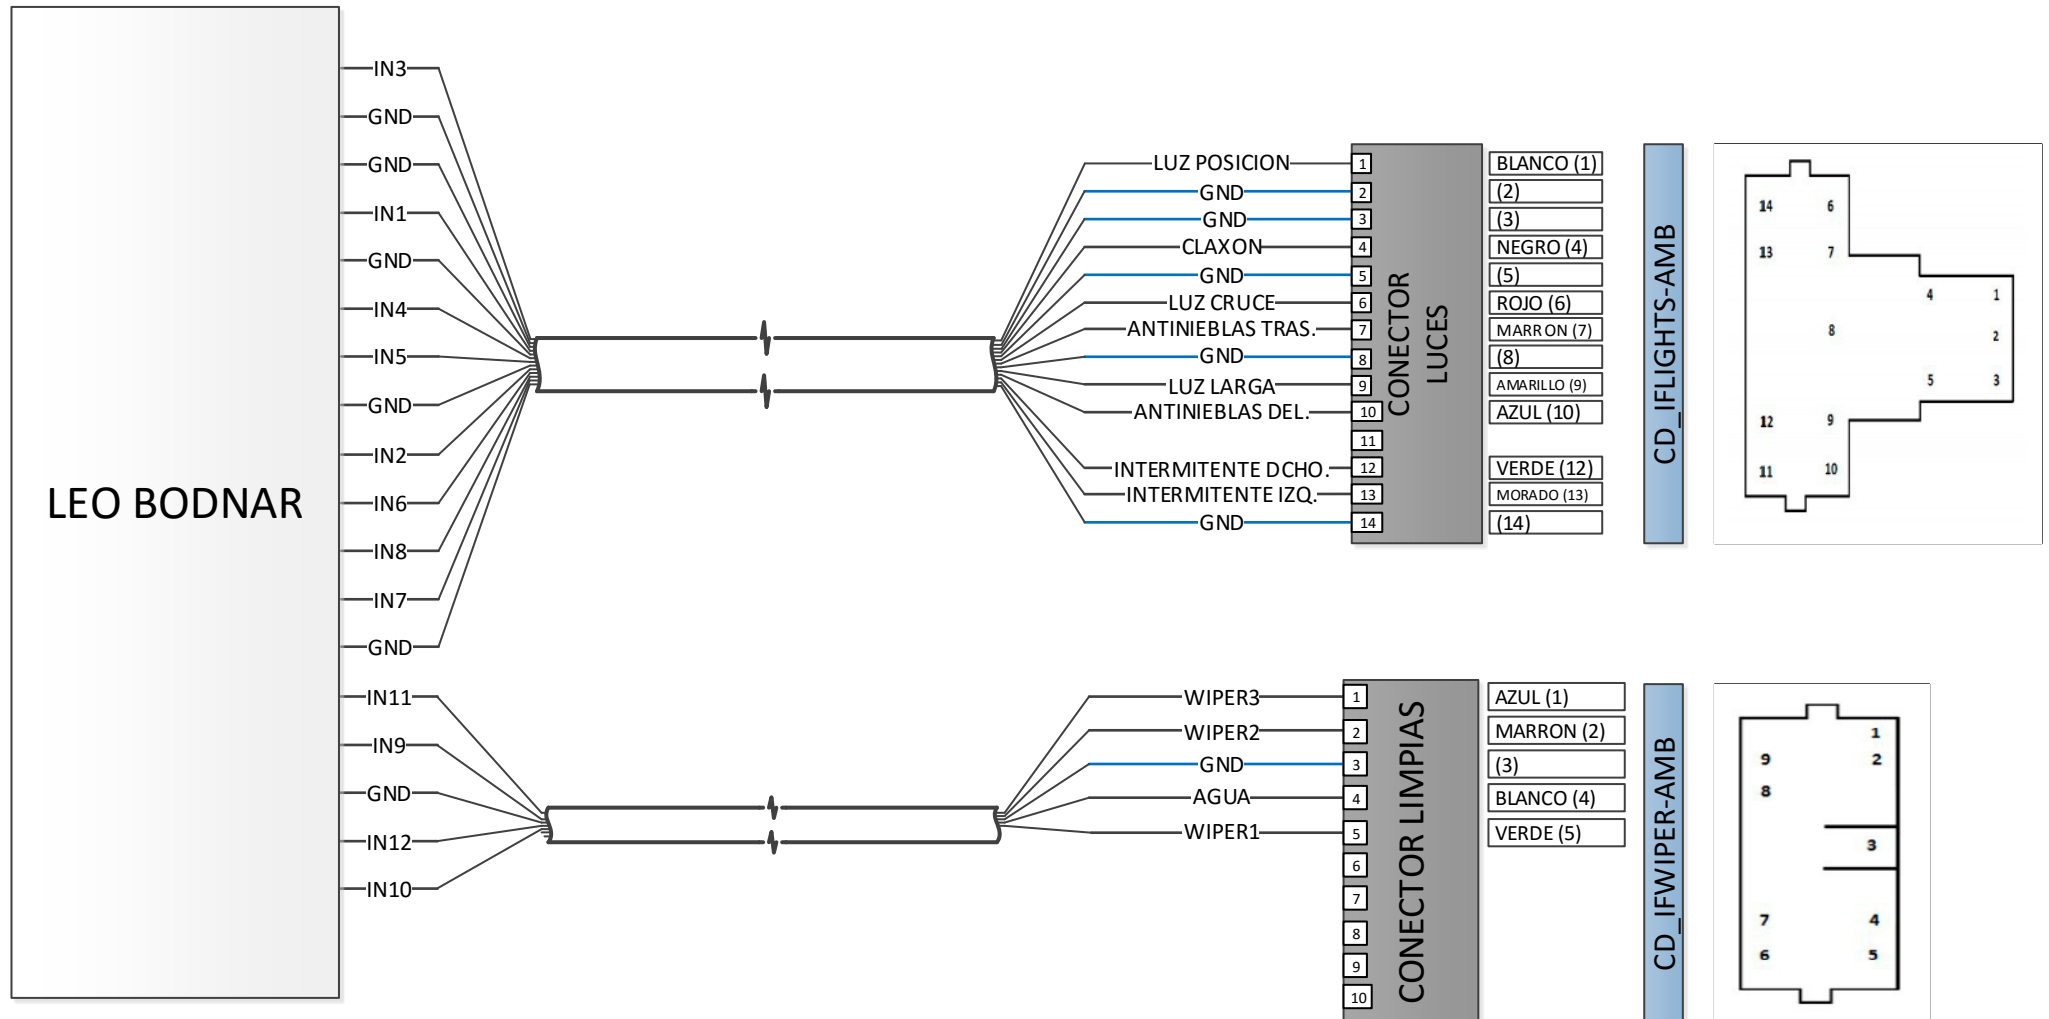 LEO BODNAR
IN3
GND
GND
IN1
GND
IN4
IN5
GND
IN2
IN6
IN8
IN7
GND
IN11
IN9
GND
IN12
IN10
LUZ POSICION
GND
GND
CLAXON
GND
LUZ CRUCE
ANTINIEBLAS TRAS.
GND
LUZ LARGA
ANTINIEBLAS DEL.
INTERMITENTE DCHO.
INTERMITENTE IZQ.
GND
1
2
3
4
5
6
7
8
9
10
11
12
13
14
CONECTOR
LUCES
BLANCO (1)
(2)
(3)
NEGRO (4)
(5)
ROJO (6)
MARRON (7)
(8)
AMARILLO (9)
AZUL (10)
VERDE (12)
MORADO (13)
(14)
CD_IFLIGHTS-AMB
14 6
13 7
4 1
8 2
5 3
12 9
11 10
WIPER3
WIPER2
GND
AGUA
WIPER1
1
2
3
4
5
6
7
8
9
10
CONECTOR LIMPIAS
AZUL (1)
MARRON (2)
(3)
BLANCO (4)
VERDE (5)
CD_IFWIPER-AMB
1
9 2
8
3
7 4
6 5